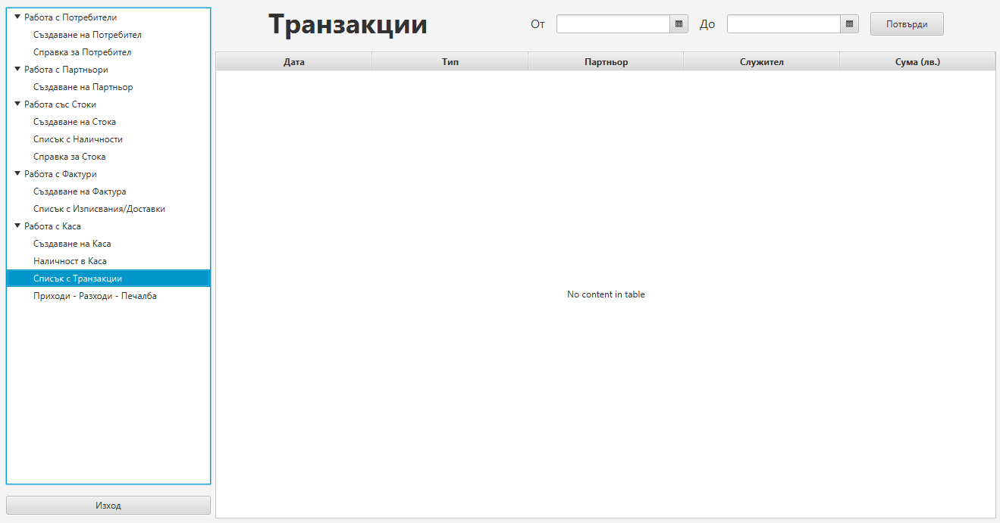 Работа с Потребители
Създаване на Потребител
Справка за Потребител
Работа с Партньори
Създаване на Партньор
Работа със Стоки
Създаване на Стока
Списък с Наличности
Справка за Стока
Работа с Фактури
Създаване на Фактура
Списък с Изписвания/Доставки
Работа с Каса
Създаване на Каса
Наличност в Каса
Списък с Транзакции
Приходи - Разходи - Печалба
Изход
Транзакции
От
До
Потвърди
Дата Тип Партньор Служител Сума (лв.)
No content in table